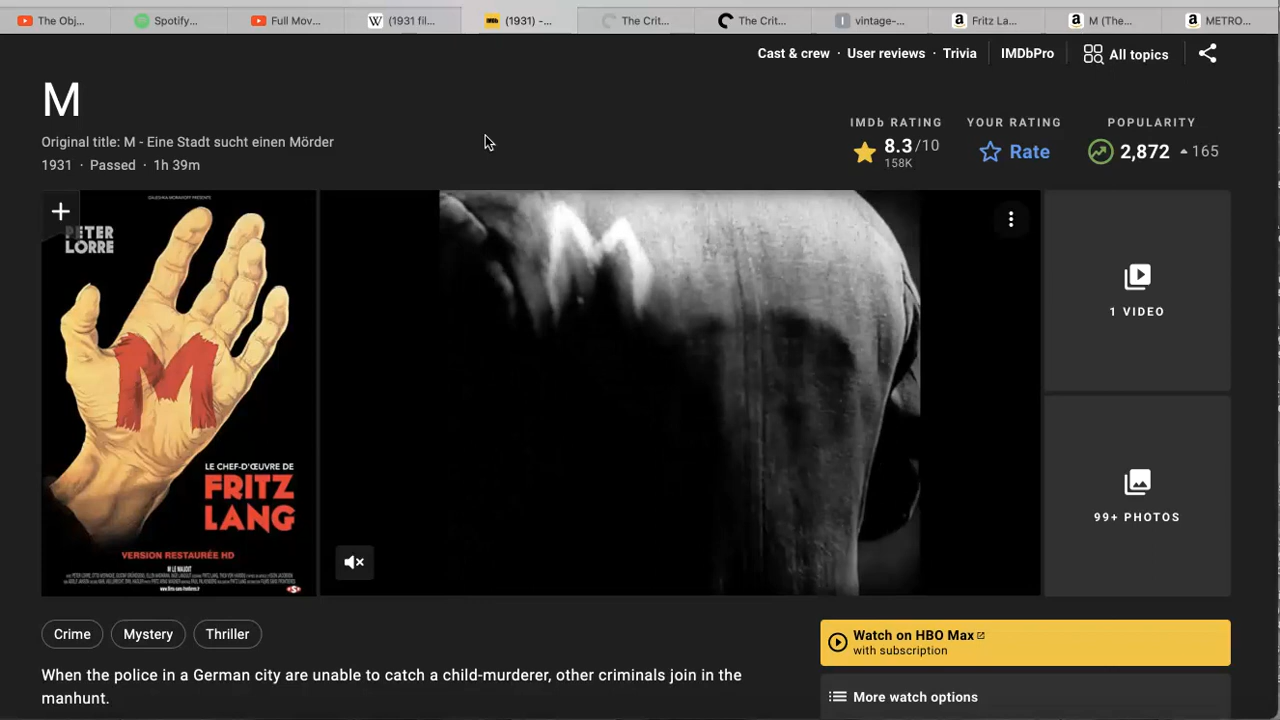 The Obj...
Spotify...
Full Mov...
(1931) fil...
(1931) -...
The Crit...
The Crit...
vintage-...
Fritz La...
M (The...
METRO...
Cast & crew · User reviews · Trivia
IMDbPro
All topics
M
Original title: M - Eine Stadt sucht einen Mörder
1931 · Passed · 1h 39m
IMDb RATING
8.3/10
158K
YOUR RATING
Rate
POPULARITY
2,872
165
PETER
LORRE
M
LE CHEF-D'ŒUVRE DE
FRITZ
LANG
VERSION RESTAURÉE HD
M LE MAUDIT
M
1 VIDEO
99+ PHOTOS
Crime
Mystery
Thriller
When the police in a German city are unable to catch a child-murderer, other criminals join in the
manhunt.
Watch on HBO Max
with subscription
More watch options